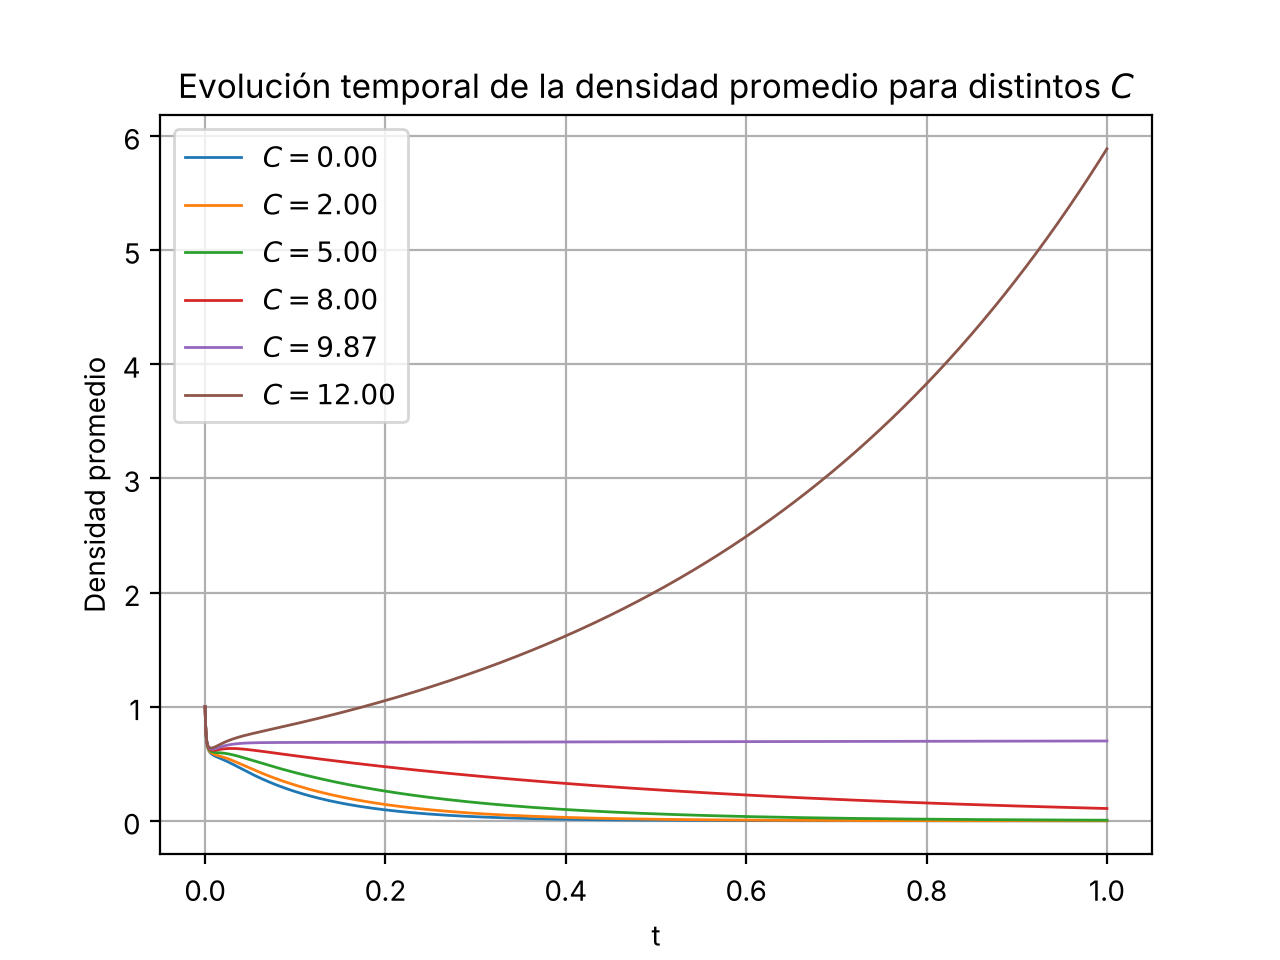 Evolución temporal de la densidad promedio para distintos C
6
5
4
3
2
1
0
Densidad promedio
C = 0.00
C = 2.00
C = 5.00
C = 8.00
C = 9.87
C = 12.00
0.0 0.2 0.4 0.6 0.8 1.0
t